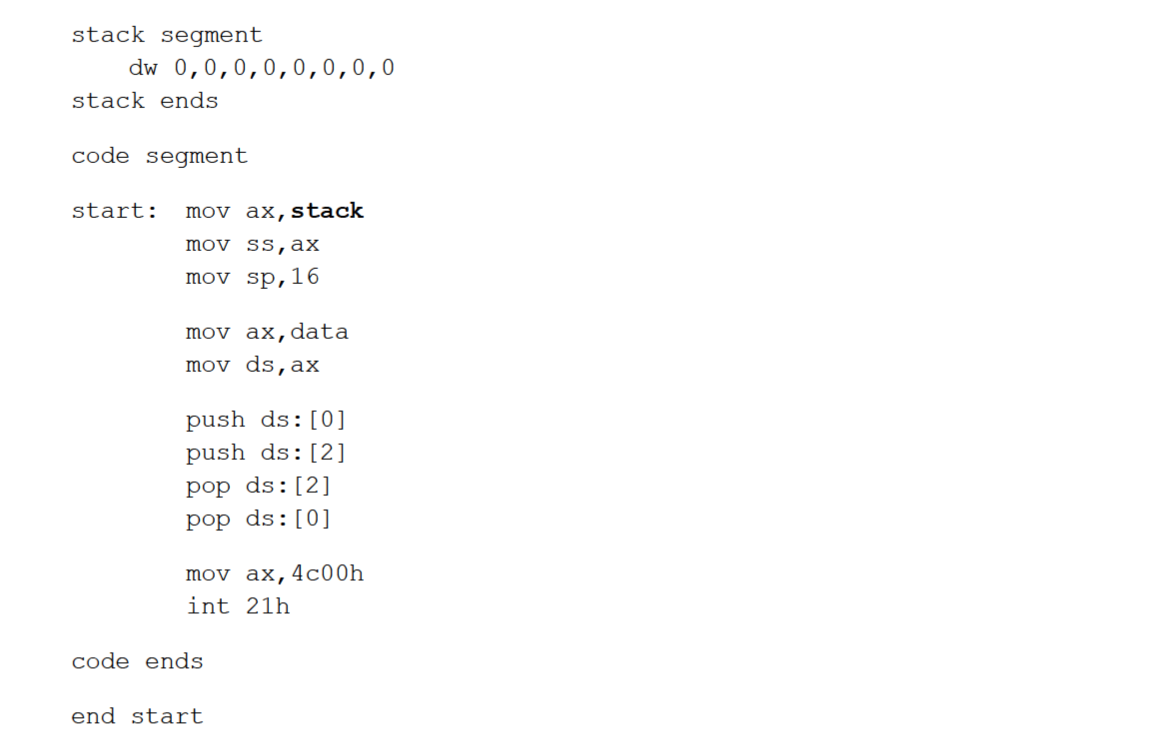 stack segment
    dw 0,0,0,0,0,0,0,0
stack ends
code segment
start:  mov ax,stack
        mov ss,ax
        mov sp,16
        mov ax,data
        mov ds,ax
        push ds:[0]
        push ds:[2]
        pop ds:[2]
        pop ds:[0]
        mov ax,4c00h
        int 21h
code ends
end start